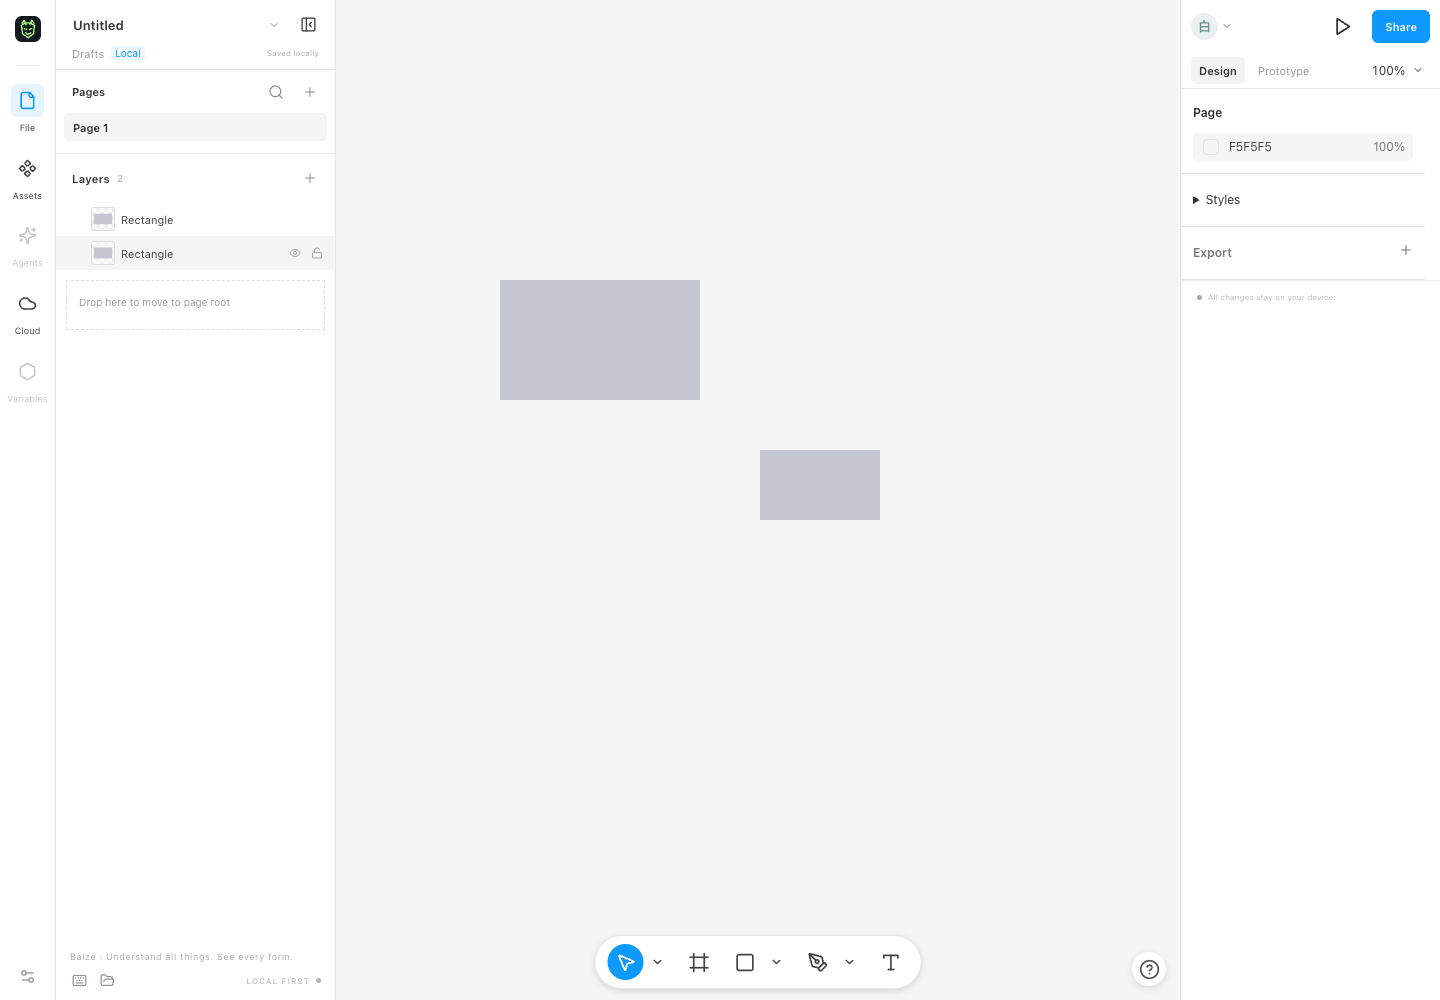 Untitled
Drafts Local Saved locally
File
Assets
Agents
Cloud
Variables
Pages
Page 1
Layers 2
Rectangle
Rectangle
Drop here to move to page root
Baize · Understand all things. See every form.
LOCAL FIRST
白
Share
Design Prototype 100%
Page
F5F5F5 100%
Styles
Export
All changes stay on your device.